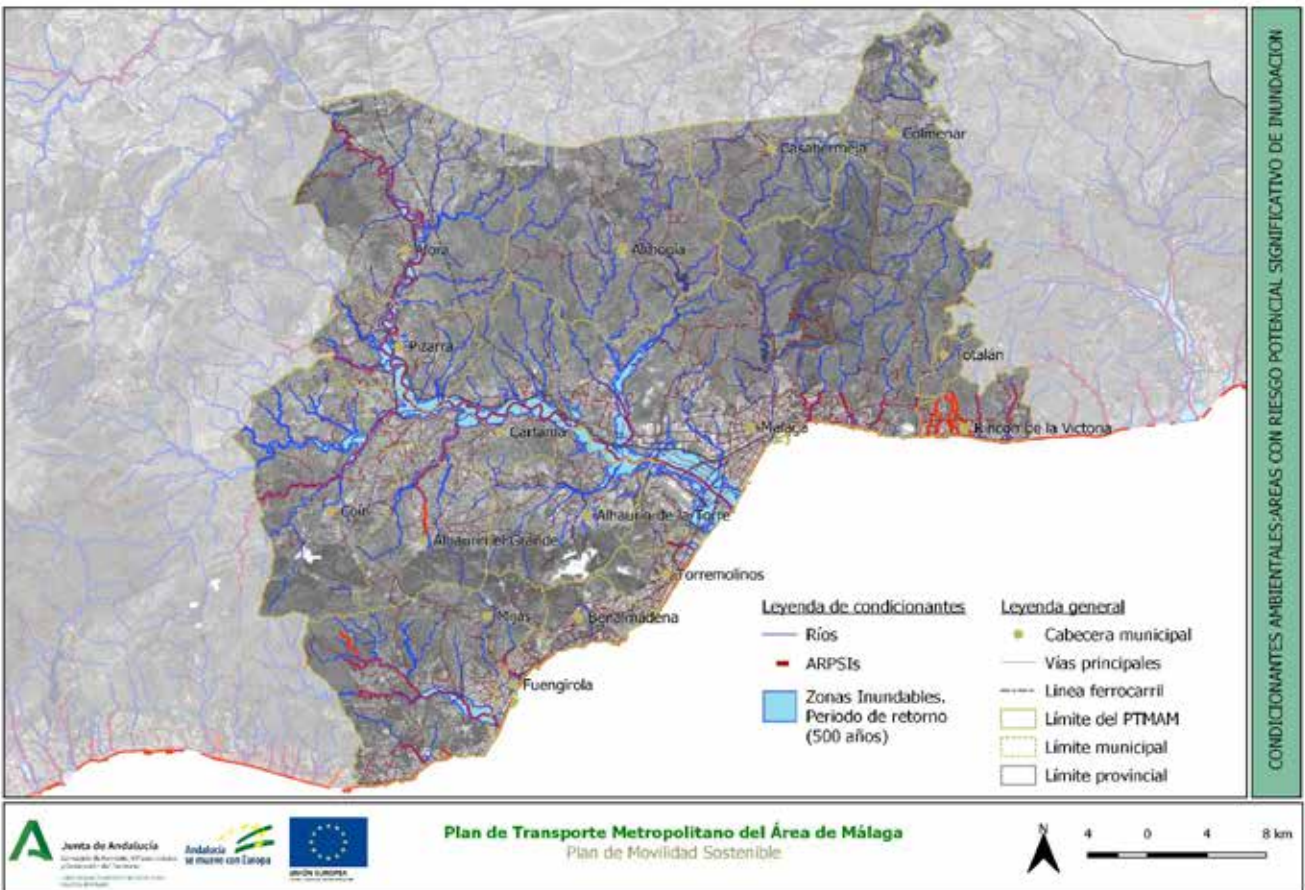 Colmenar
Casabermeja
Álora
Almogía
Pizarra
Totalán
Cártama
Málaga
Rincón de la Victoria
Coín
Alhaurín de la Torre
Alhaurín el Grande
Torremolinos
Mijas
Benalmádena
Fuengirola
Leyenda de condicionantes
Ríos
ARPSIs
Zonas Inundables.
Periodo de retorno
(500 años)
Leyenda general
Cabecera municipal
Vías principales
Línea ferrocarril
Límite del PTMAM
Límite municipal
Límite provincial
CONDICIONANTES AMBIENTALES:AREAS CON RIESGO POTENCIAL SIGNIFICATIVO DE INUNDACION
Junta de Andalucía
Andalucía
se mueve con Europa
UNIÓN EUROPEA
Plan de Transporte Metropolitano del Área de Málaga
Plan de Movilidad Sostenible
N
4 0 4 8 km